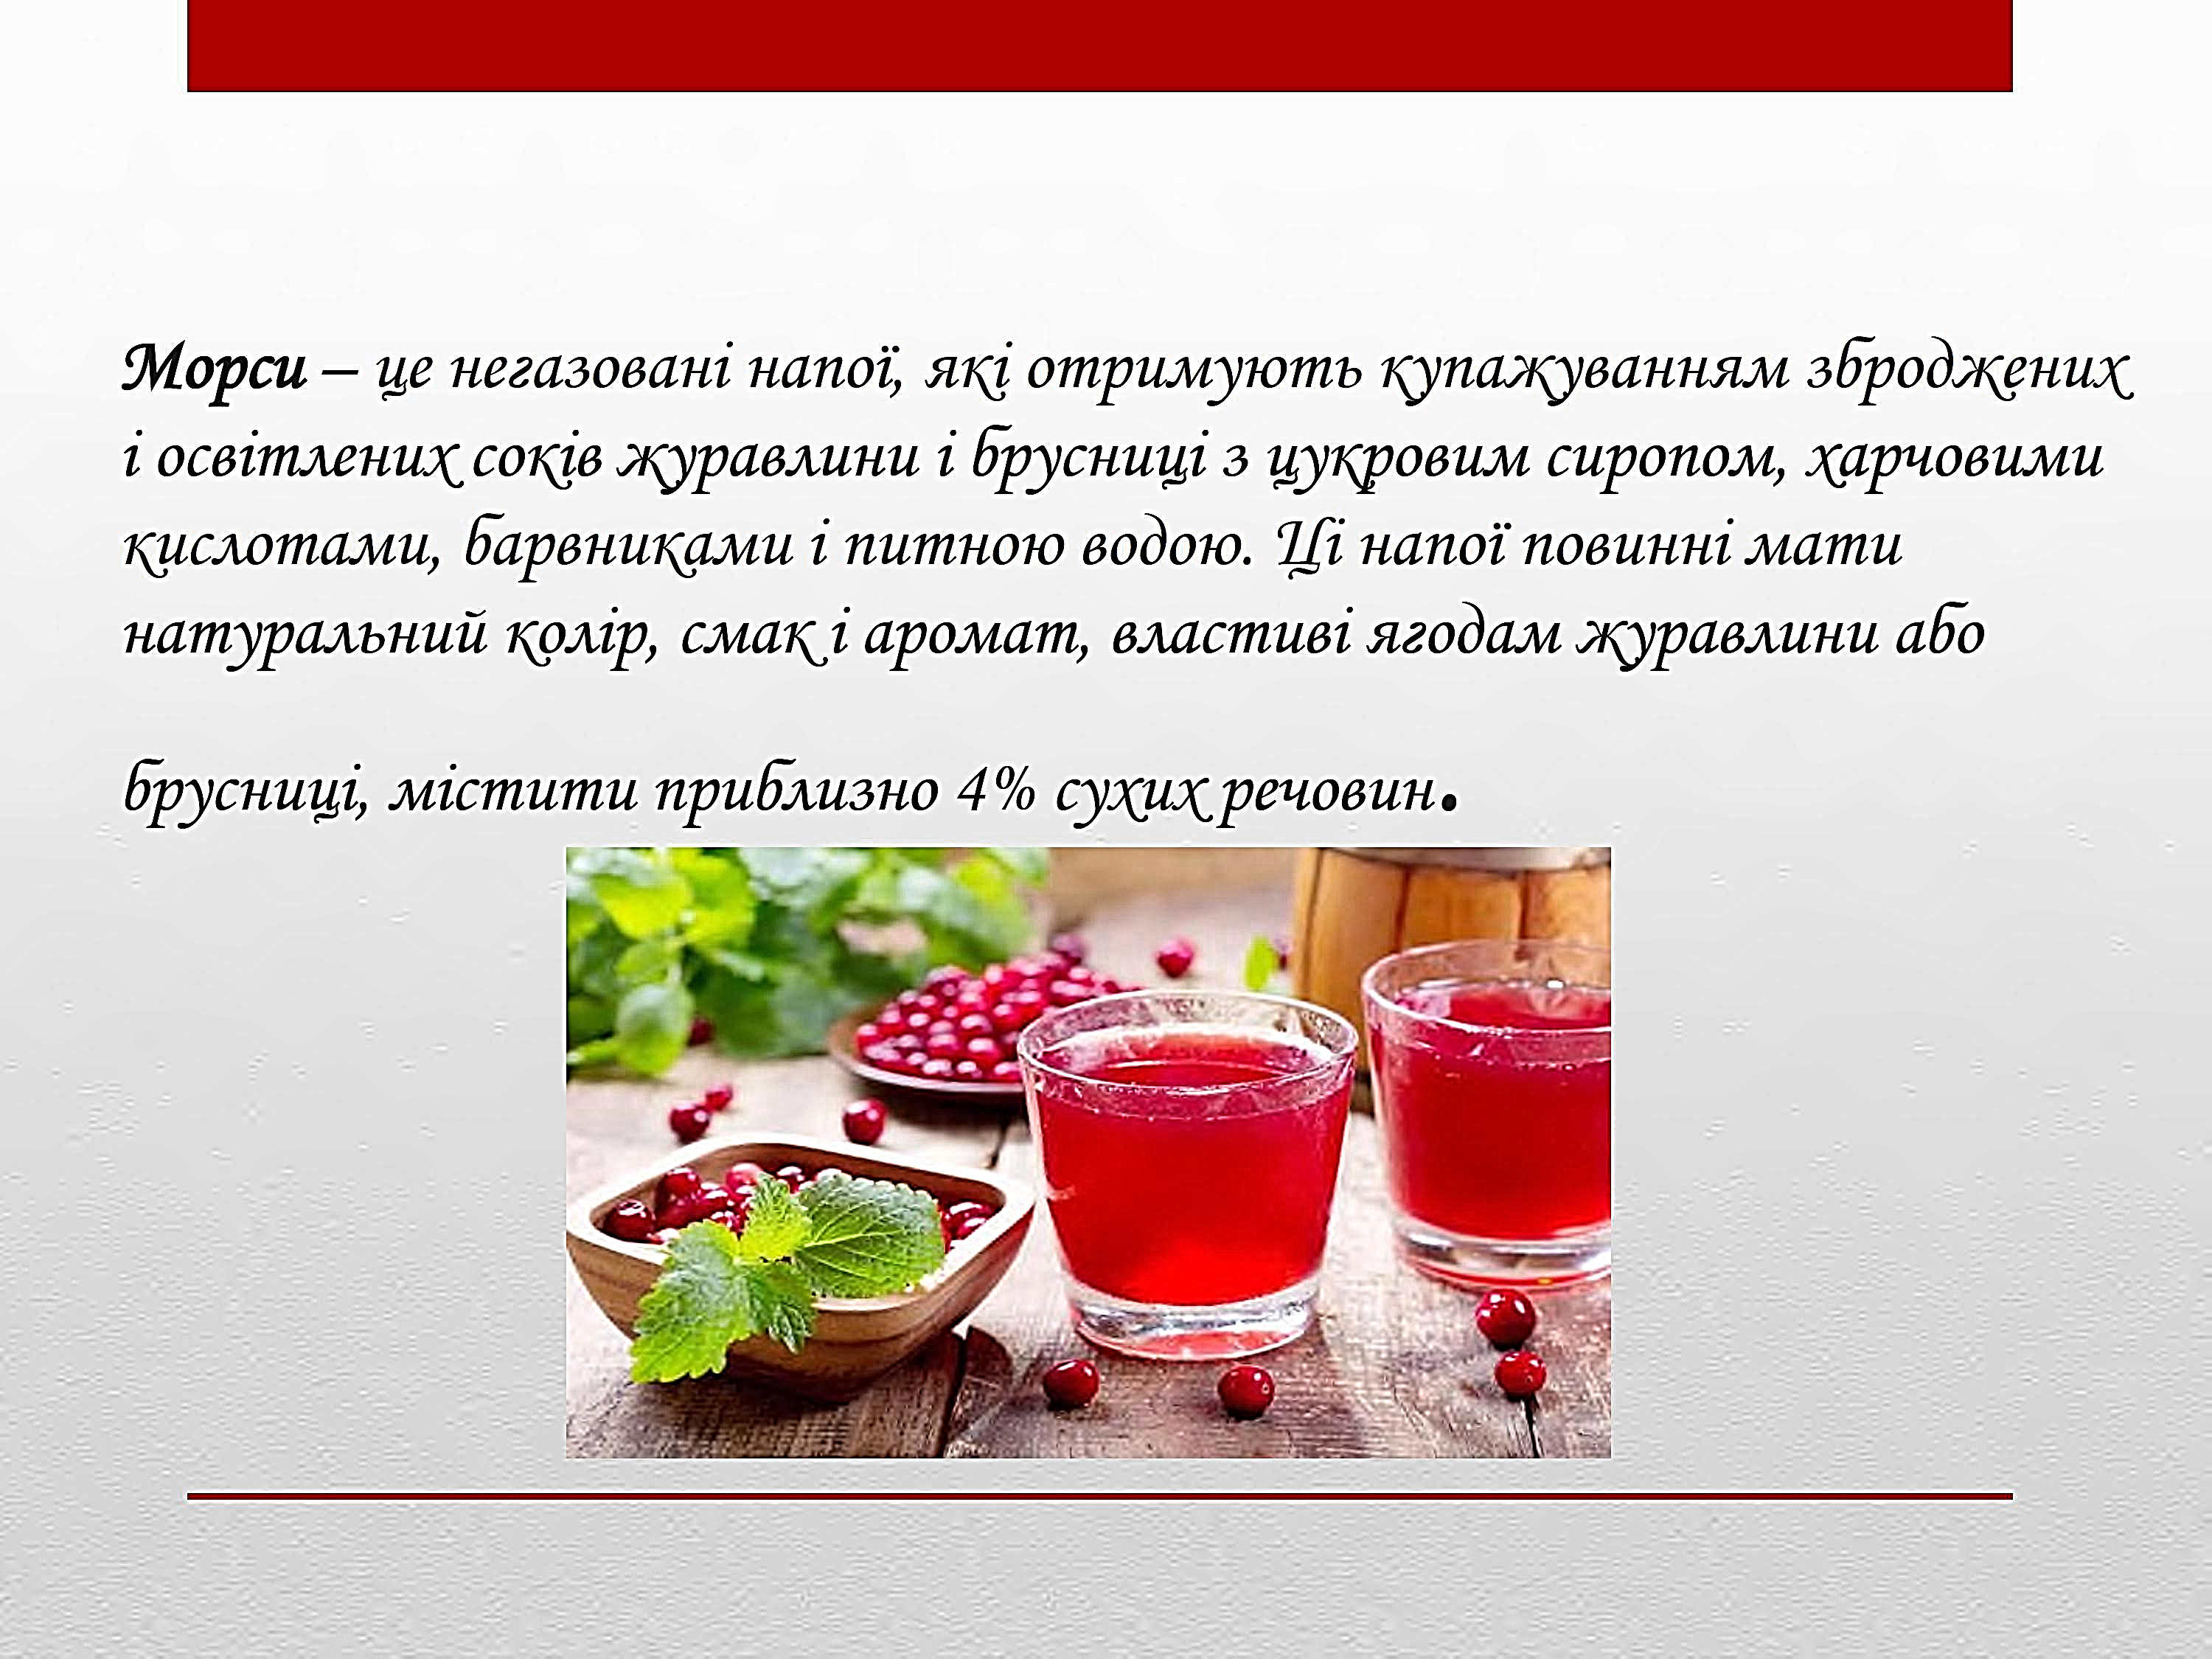 Морси – це негазовані напої, які отримують купажуванням зброджених
і освітлених соків журавлини і брусниці з цукровим сиропом, харчовими
кислотами, барвниками і питною водою. Ці напої повинні мати
натуральний колір, смак і аромат, властиві ягодам журавлини або
брусниці, містити приблизно 4% сухих речовин.